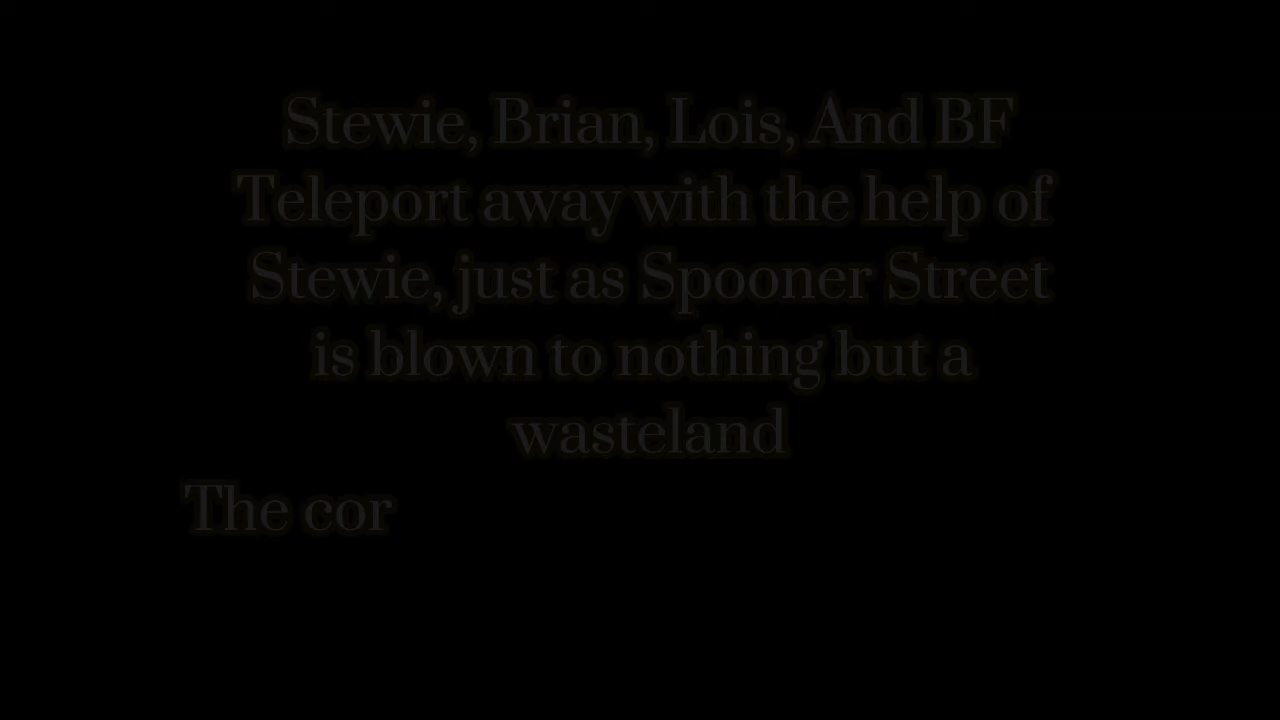 Stewie, Brian, Lois, And BF
Teleport away with the help of
Stewie, just as Spooner Street
is blown to nothing but a
wasteland
The cor